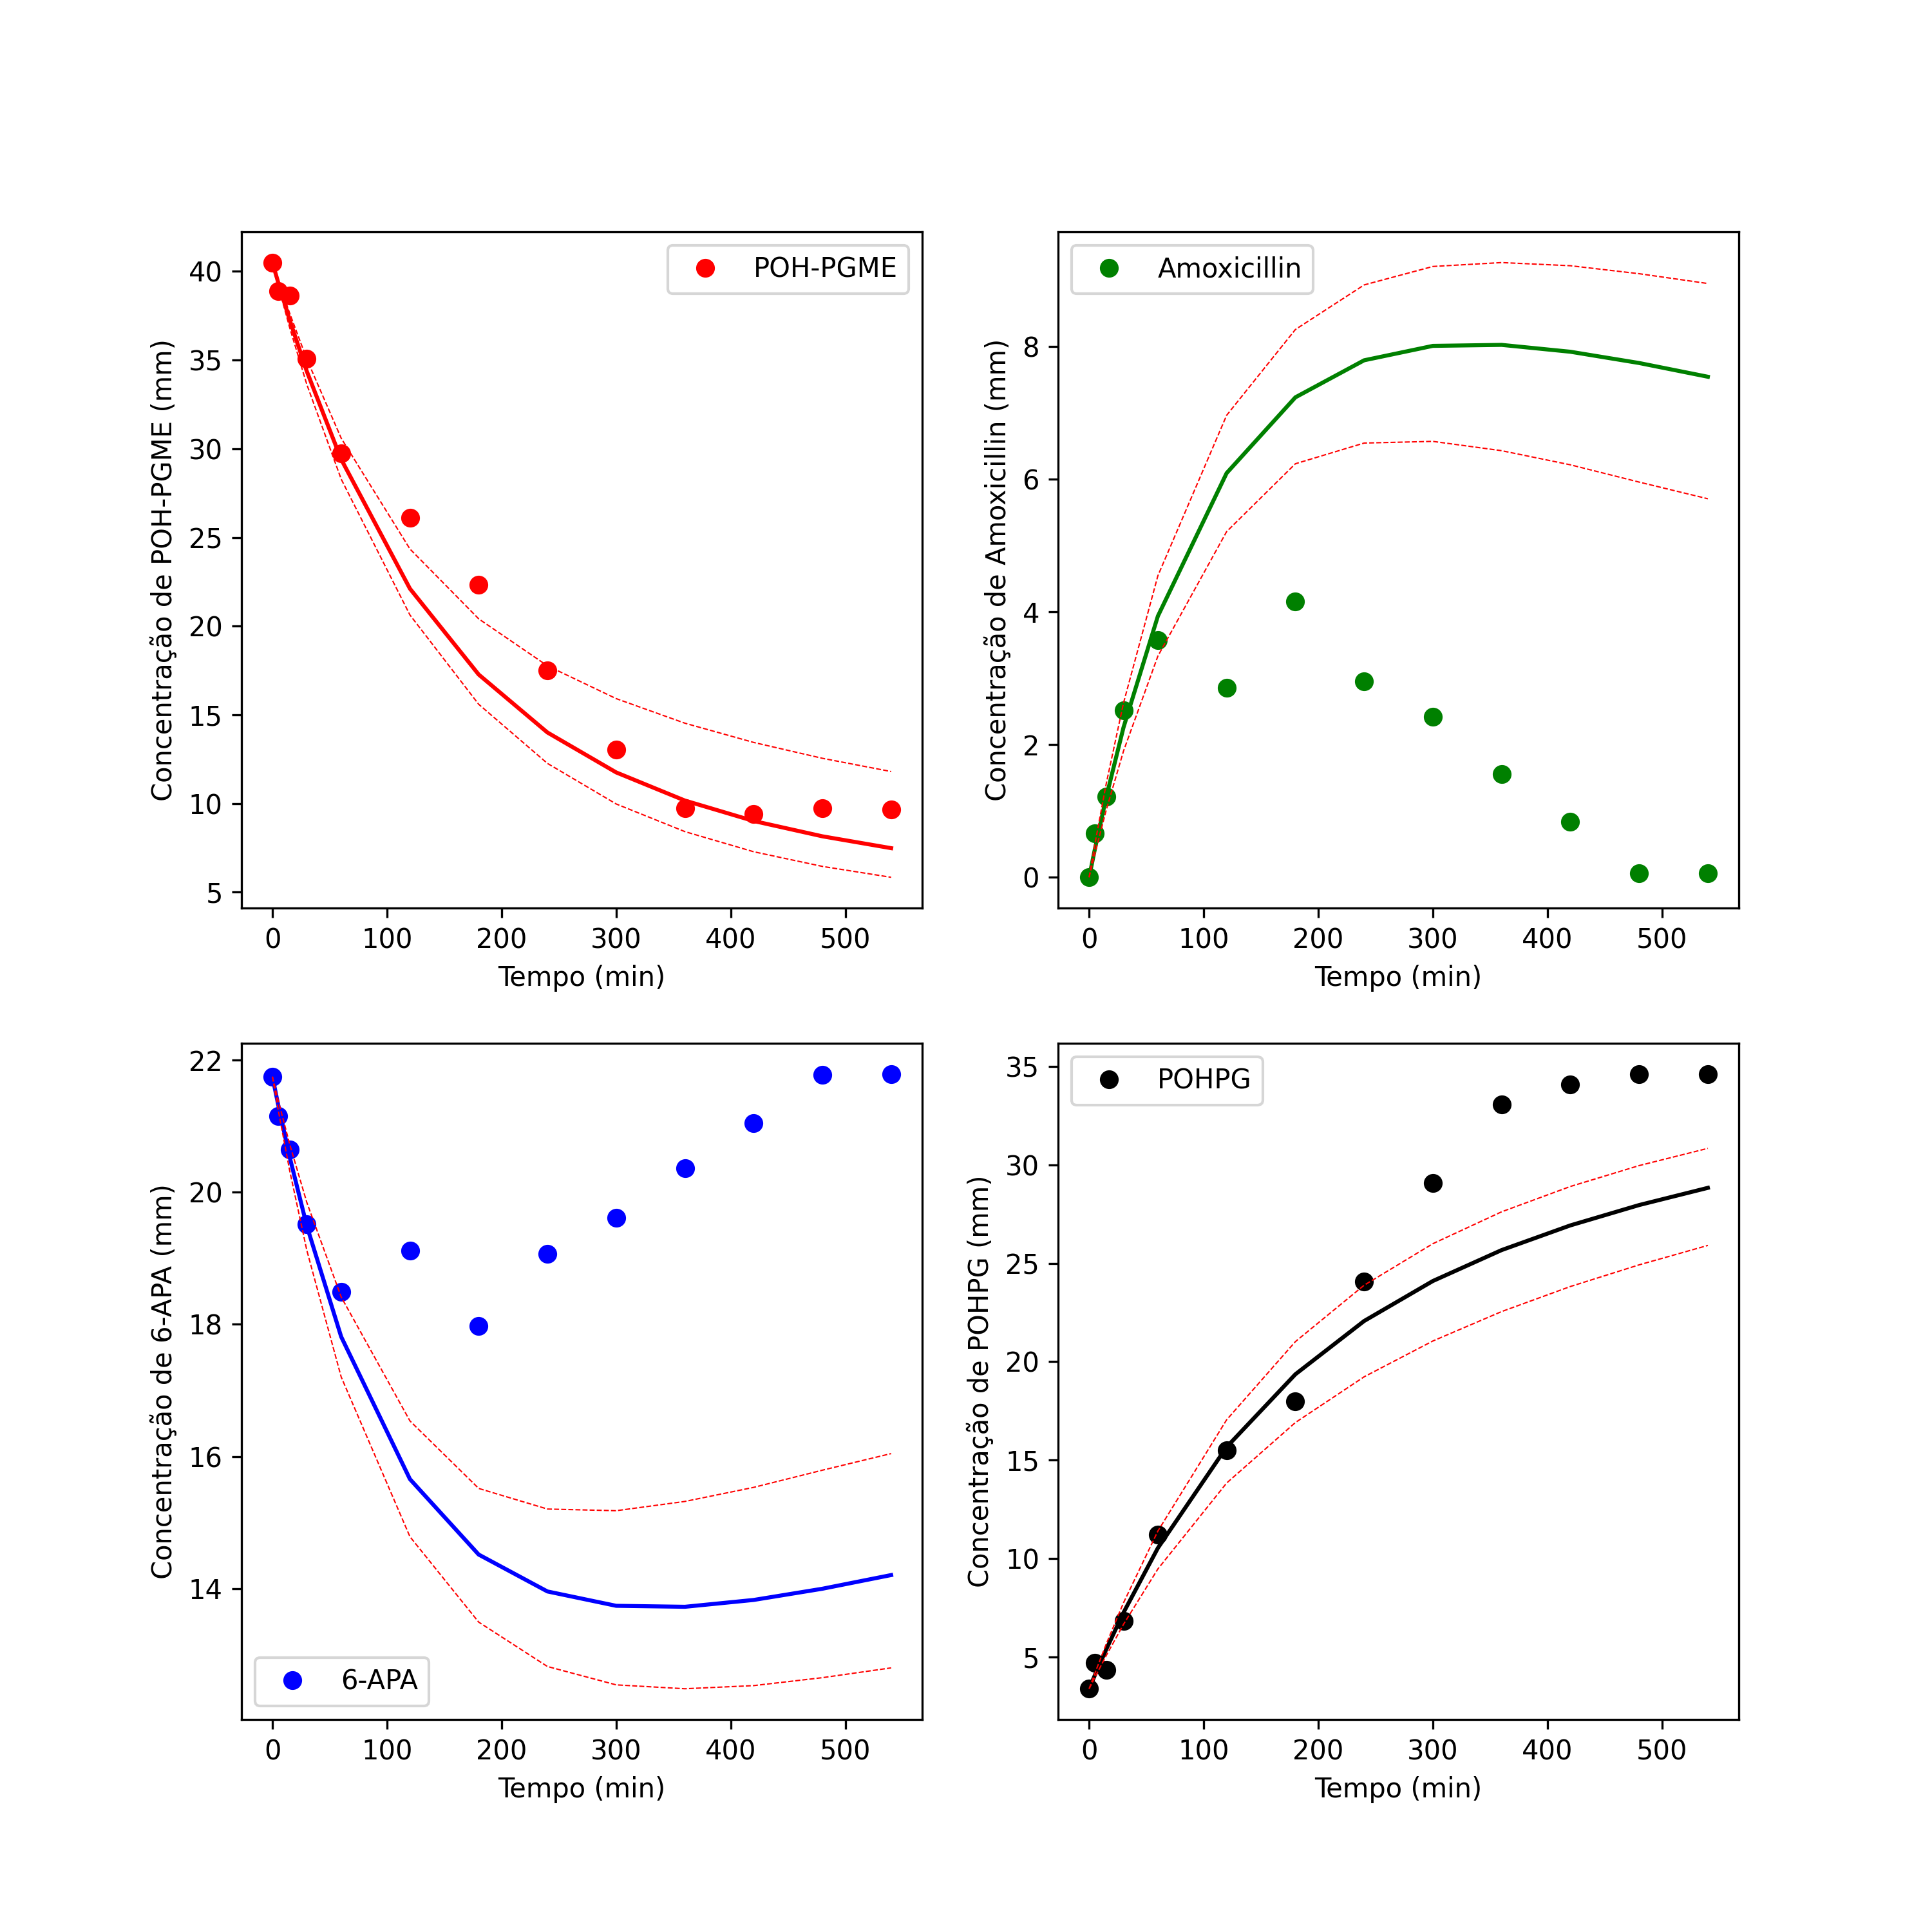 POH-PGME
Concentração de POH-PGME (mm)
40
35
30
25
20
15
10
5
0 100 200 300 400 500
Tempo (min)
Amoxicillin
Concentração de Amoxicillin (mm)
8
6
4
2
0
0 100 200 300 400 500
Tempo (min)
6-APA
Concentração de 6-APA (mm)
22
20
18
16
14
0 100 200 300 400 500
Tempo (min)
POHPG
Concentração de POHPG (mm)
35
30
25
20
15
10
5
0 100 200 300 400 500
Tempo (min)